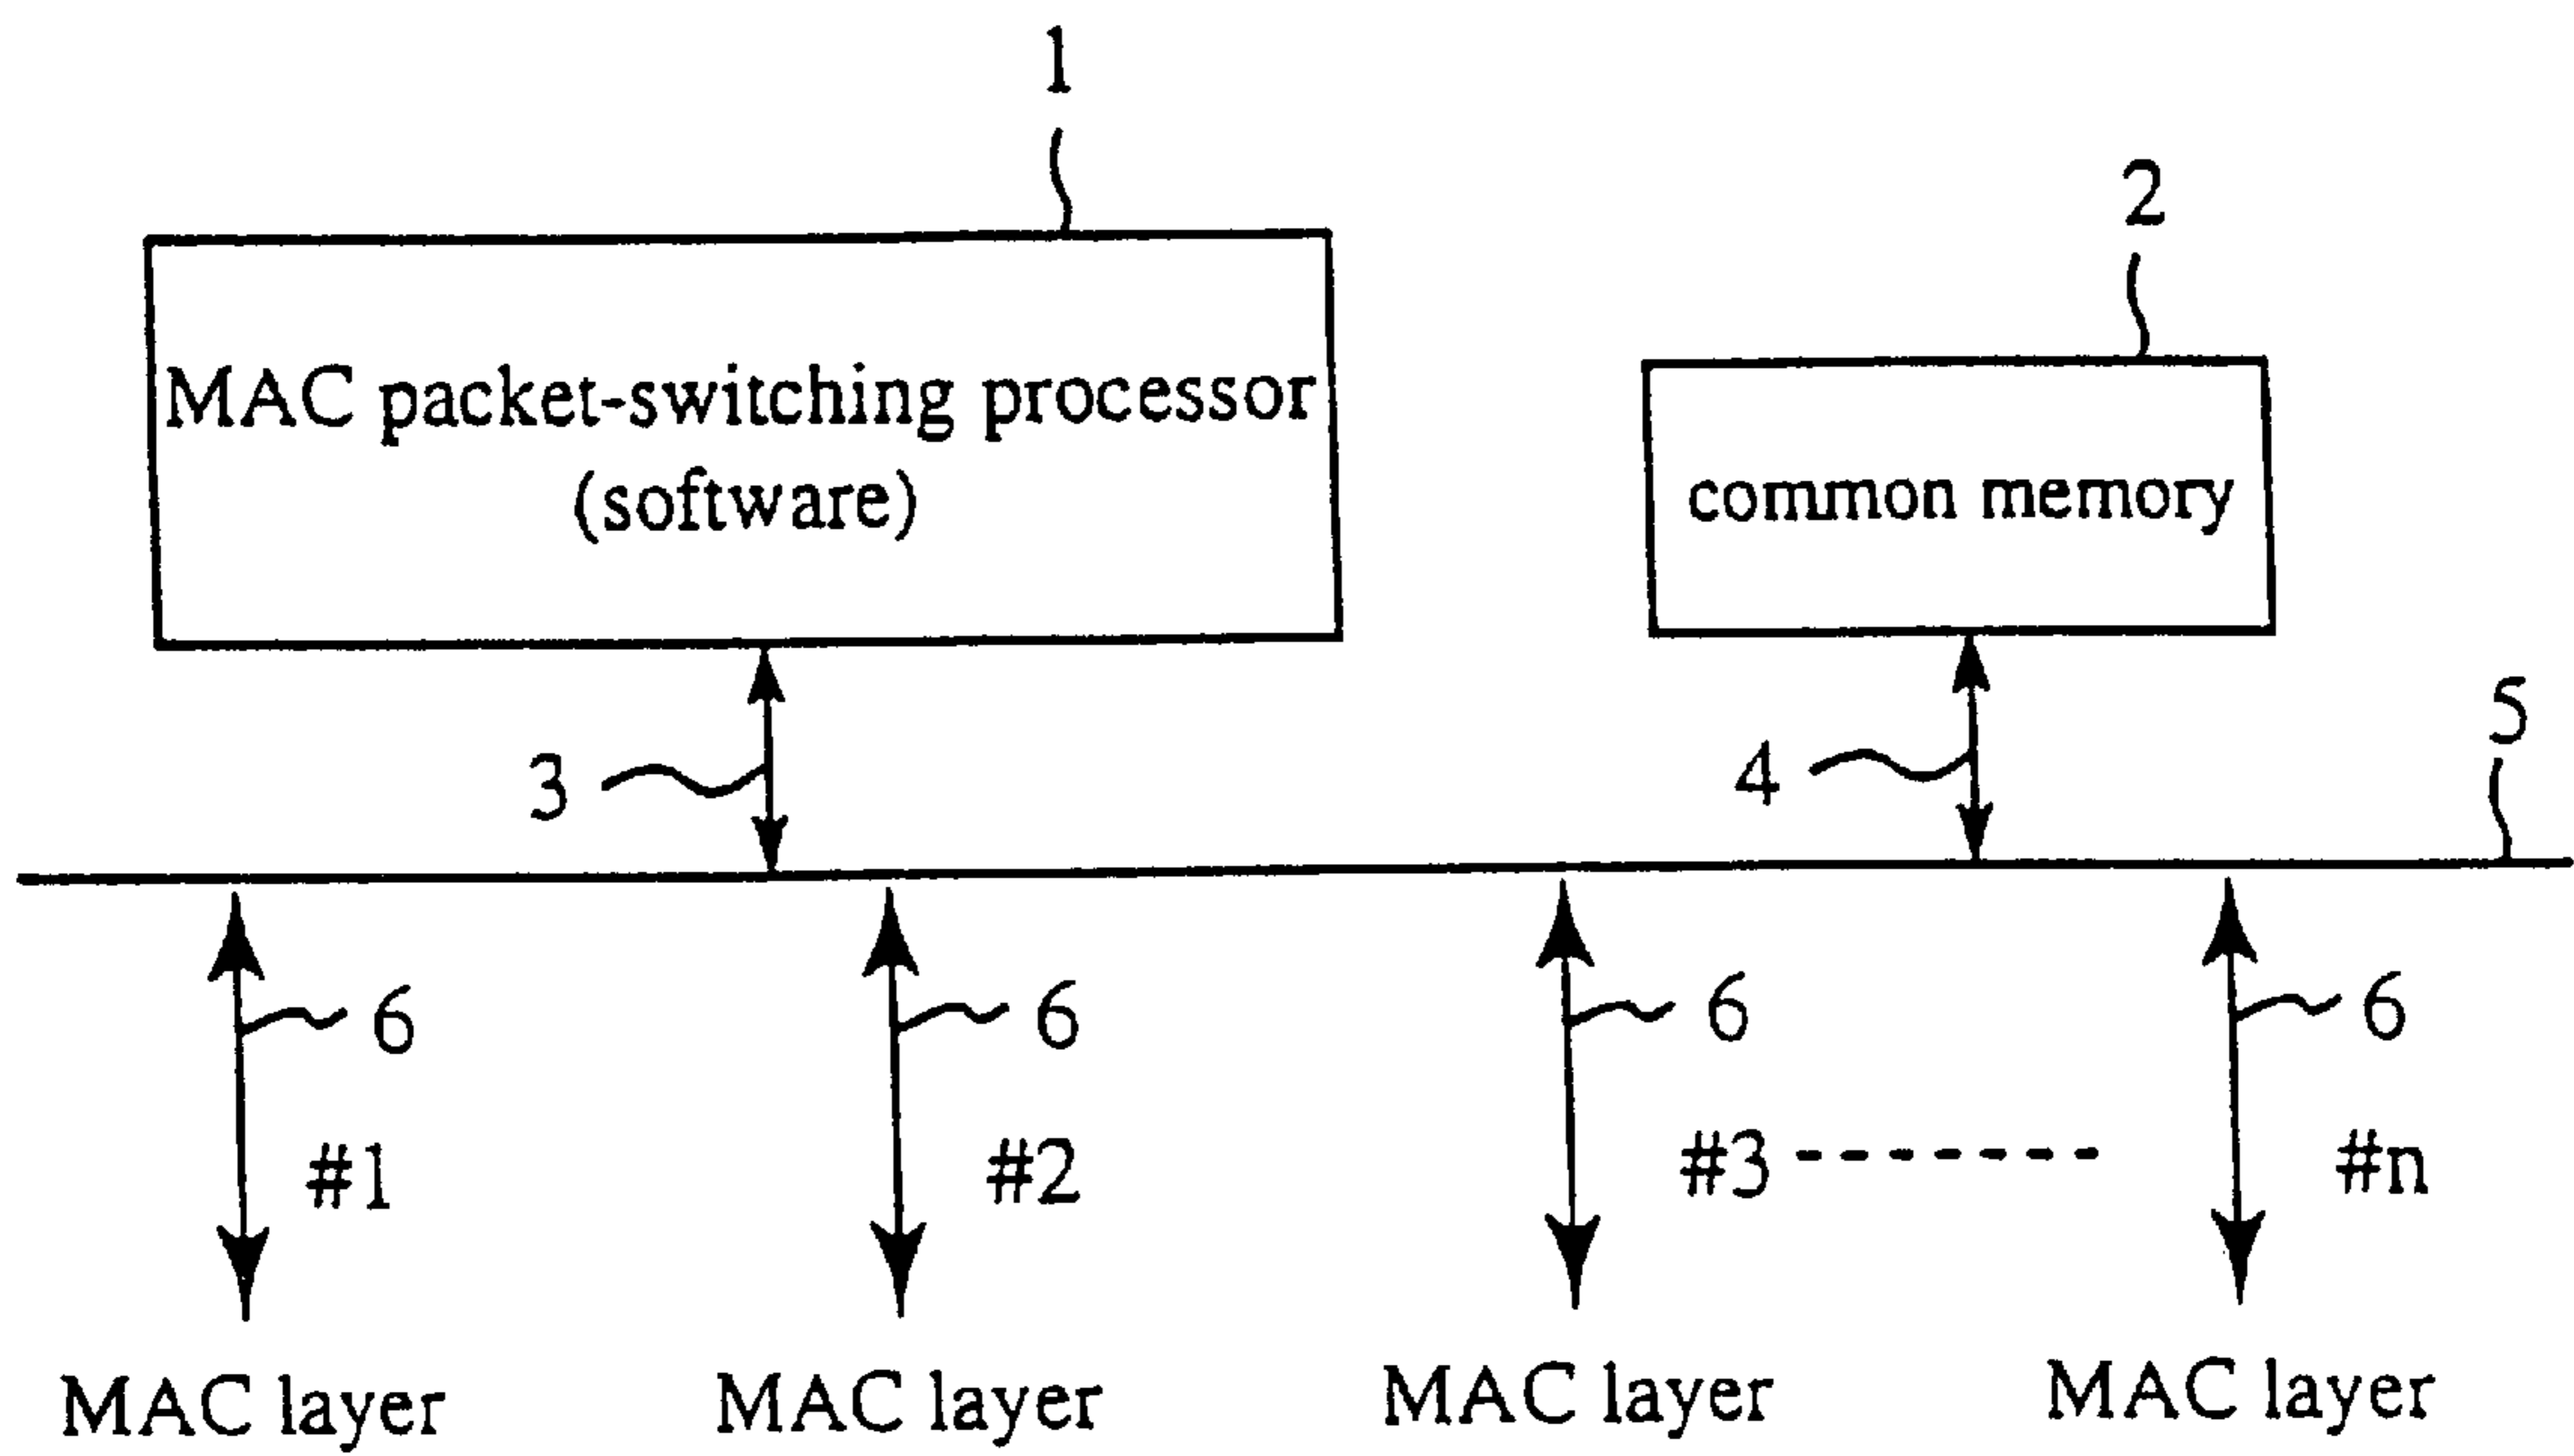 1
2
MAC packet-switching processor
(software)
common memory
3
4
5
6
6
6
6
#1
#2
#3 - - - - - - -
#n
MAC layer
MAC layer
MAC layer
MAC layer